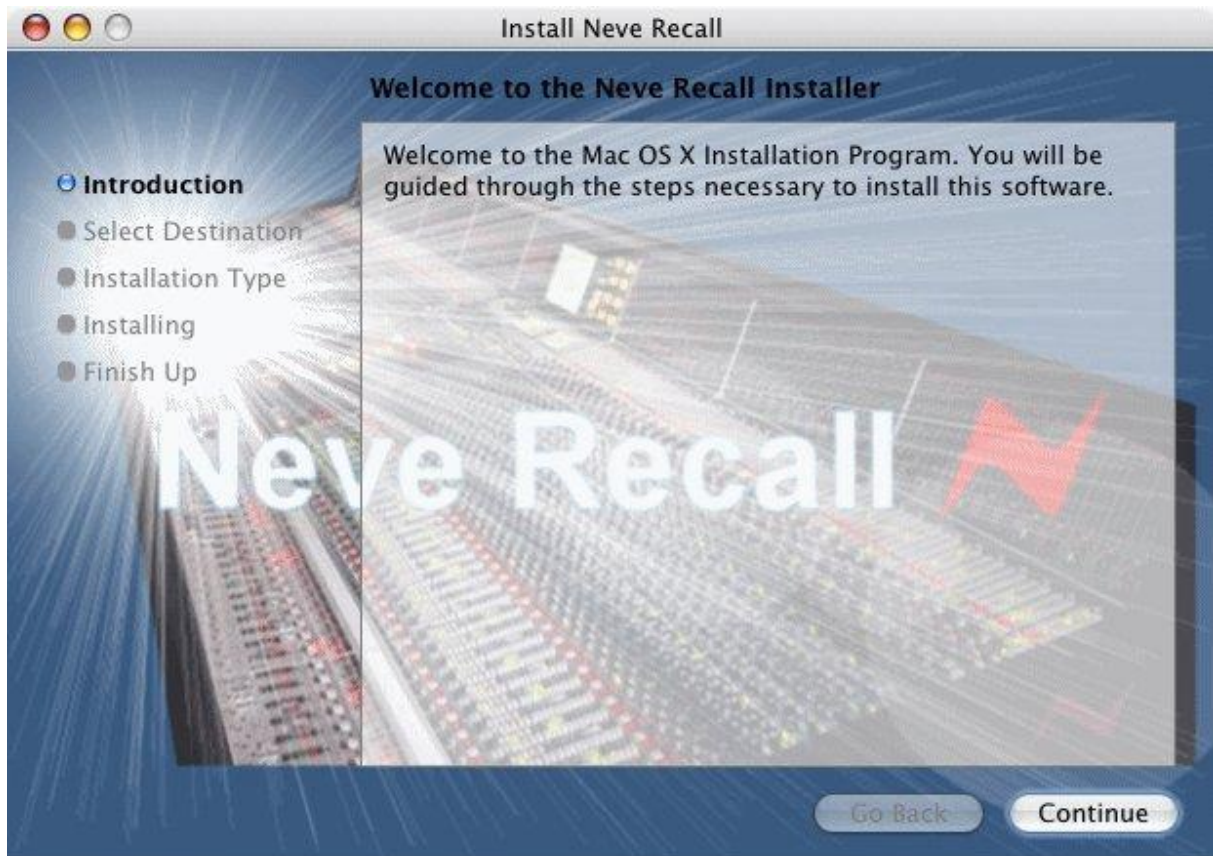 Install Neve Recall
Welcome to the Neve Recall Installer
Introduction
Select Destination
Installation Type
Installing
Finish Up
Welcome to the Mac OS X Installation Program. You will be
guided through the steps necessary to install this software.
Neve Recall
Go Back
Continue